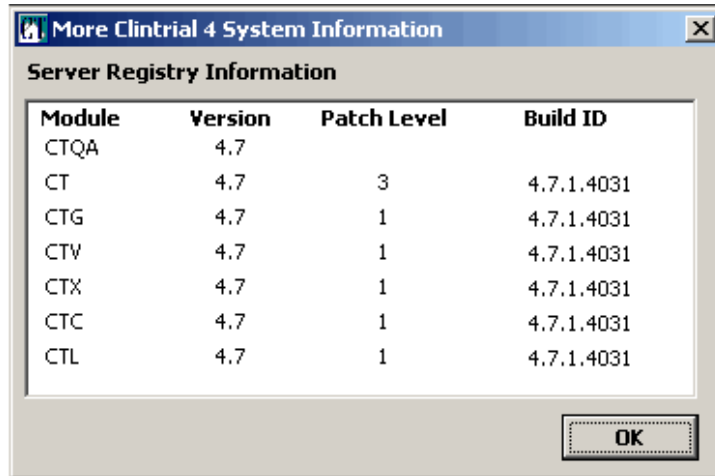 More Clintrial 4 System Information
Server Registry Information
Module Version Patch Level Build ID
CTQA 4.7
CT 4.7 3 4.7.1.4031
CTG 4.7 1 4.7.1.4031
CTV 4.7 1 4.7.1.4031
CTX 4.7 1 4.7.1.4031
CTC 4.7 1 4.7.1.4031
CTL 4.7 1 4.7.1.4031
OK